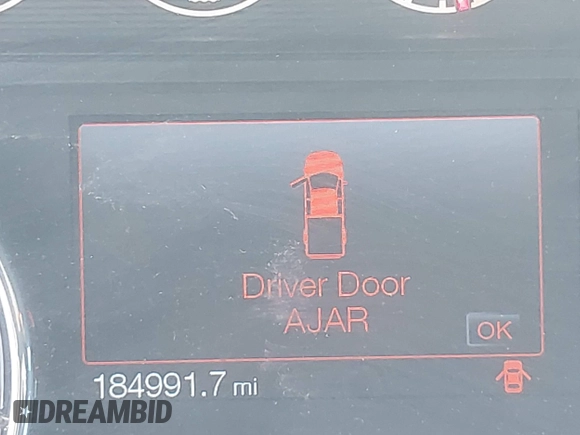 Driver Door
AJAR
OK
184991.7 mi
DREAMBID